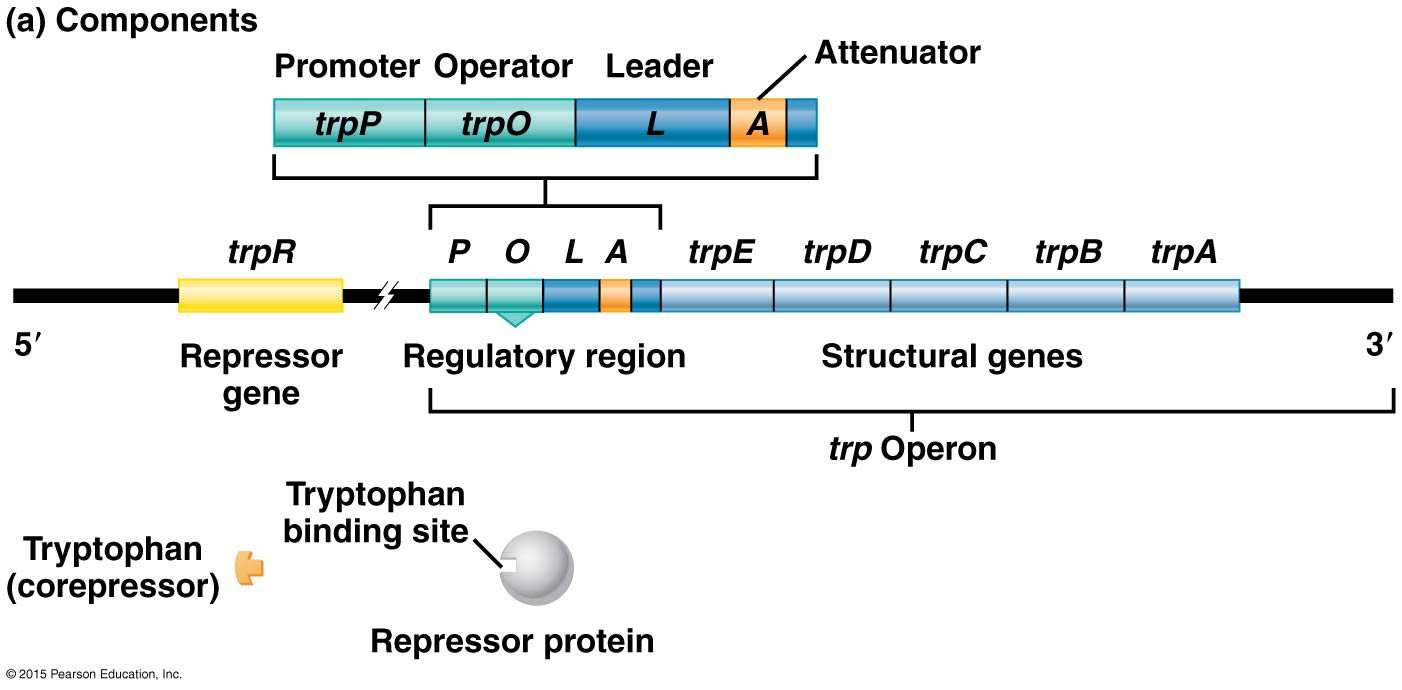 (a) Components
Attenuator
Promoter Operator Leader
trpP trpO L A
trpR P O L A trpE trpD trpC trpB trpA
5′ 3′
Repressor
gene
Regulatory region Structural genes
trp Operon
Tryptophan
binding site
Tryptophan
(corepressor)
Repressor protein
© 2015 Pearson Education, Inc.